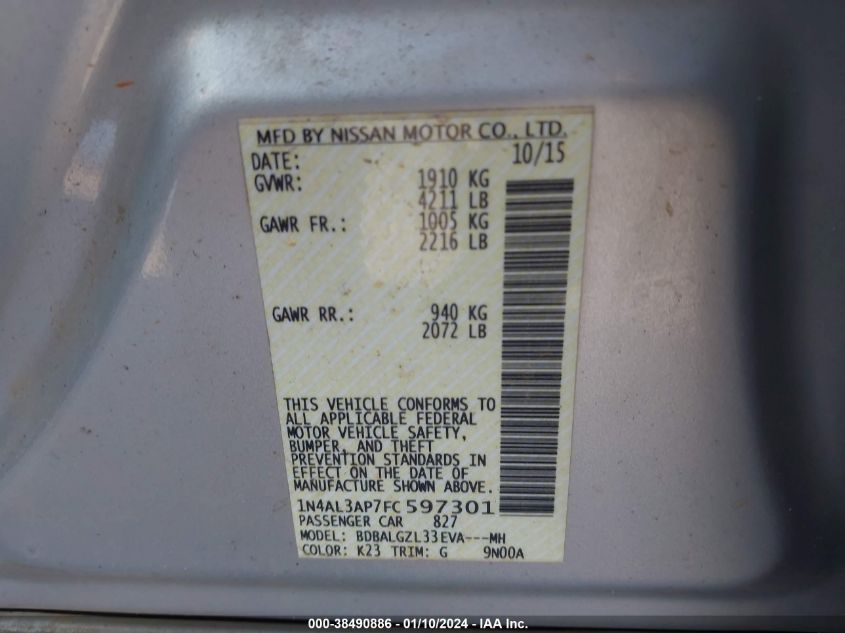 MFD BY NISSAN MOTOR CO., LTD.
DATE: 10/15
GVWR: 1910 KG
4211 LB
GAWR FR.: 1005 KG
2216 LB
GAWR RR.: 940 KG
2072 LB
THIS VEHICLE CONFORMS TO
ALL APPLICABLE FEDERAL
MOTOR VEHICLE SAFETY,
BUMPER, AND THEFT
PREVENTION STANDARDS IN
EFFECT ON THE DATE OF
MANUFACTURE SHOWN ABOVE.
1N4AL3AP7FC597301
PASSENGER CAR 827
MODEL: BDBALGZL33EVA---MH
COLOR: K23 TRIM: G 9N00A
000-38490886 - 01/10/2024 - IAA Inc.